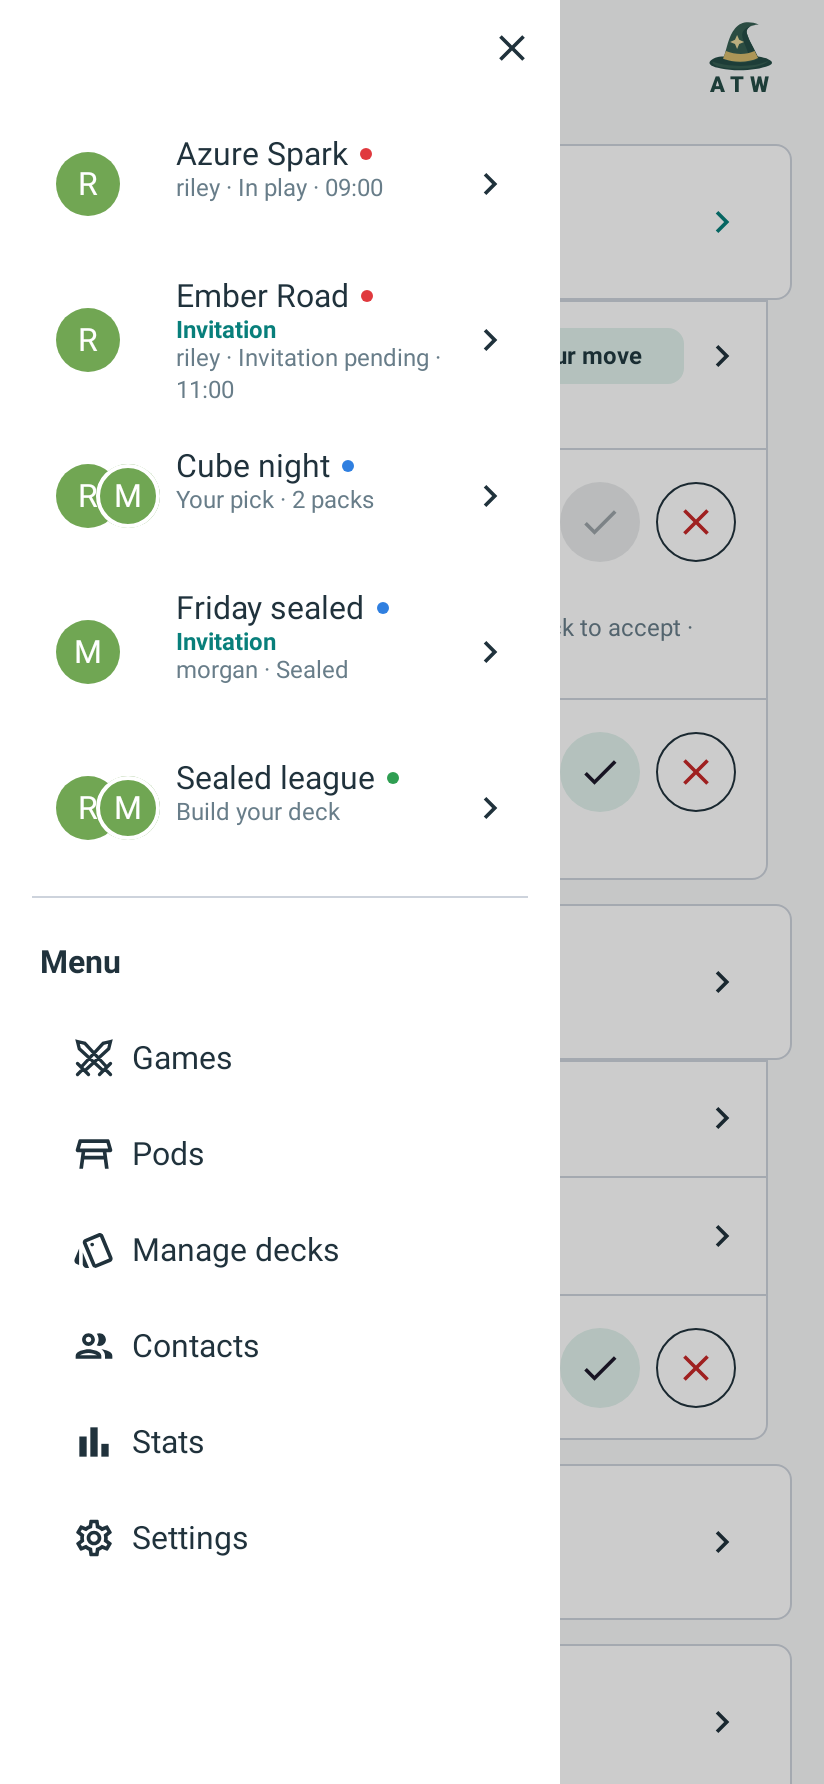 ATW
R
Azure Spark
riley · In play · 09:00
R
Ember Road
Invitation
riley · Invitation pending ·
11:00
ur move
R M
Cube night
Your pick · 2 packs
M
Friday sealed
Invitation
morgan · Sealed
k to accept ·
R M
Sealed league
Build your deck
Menu
Games
Pods
Manage decks
Contacts
Stats
Settings